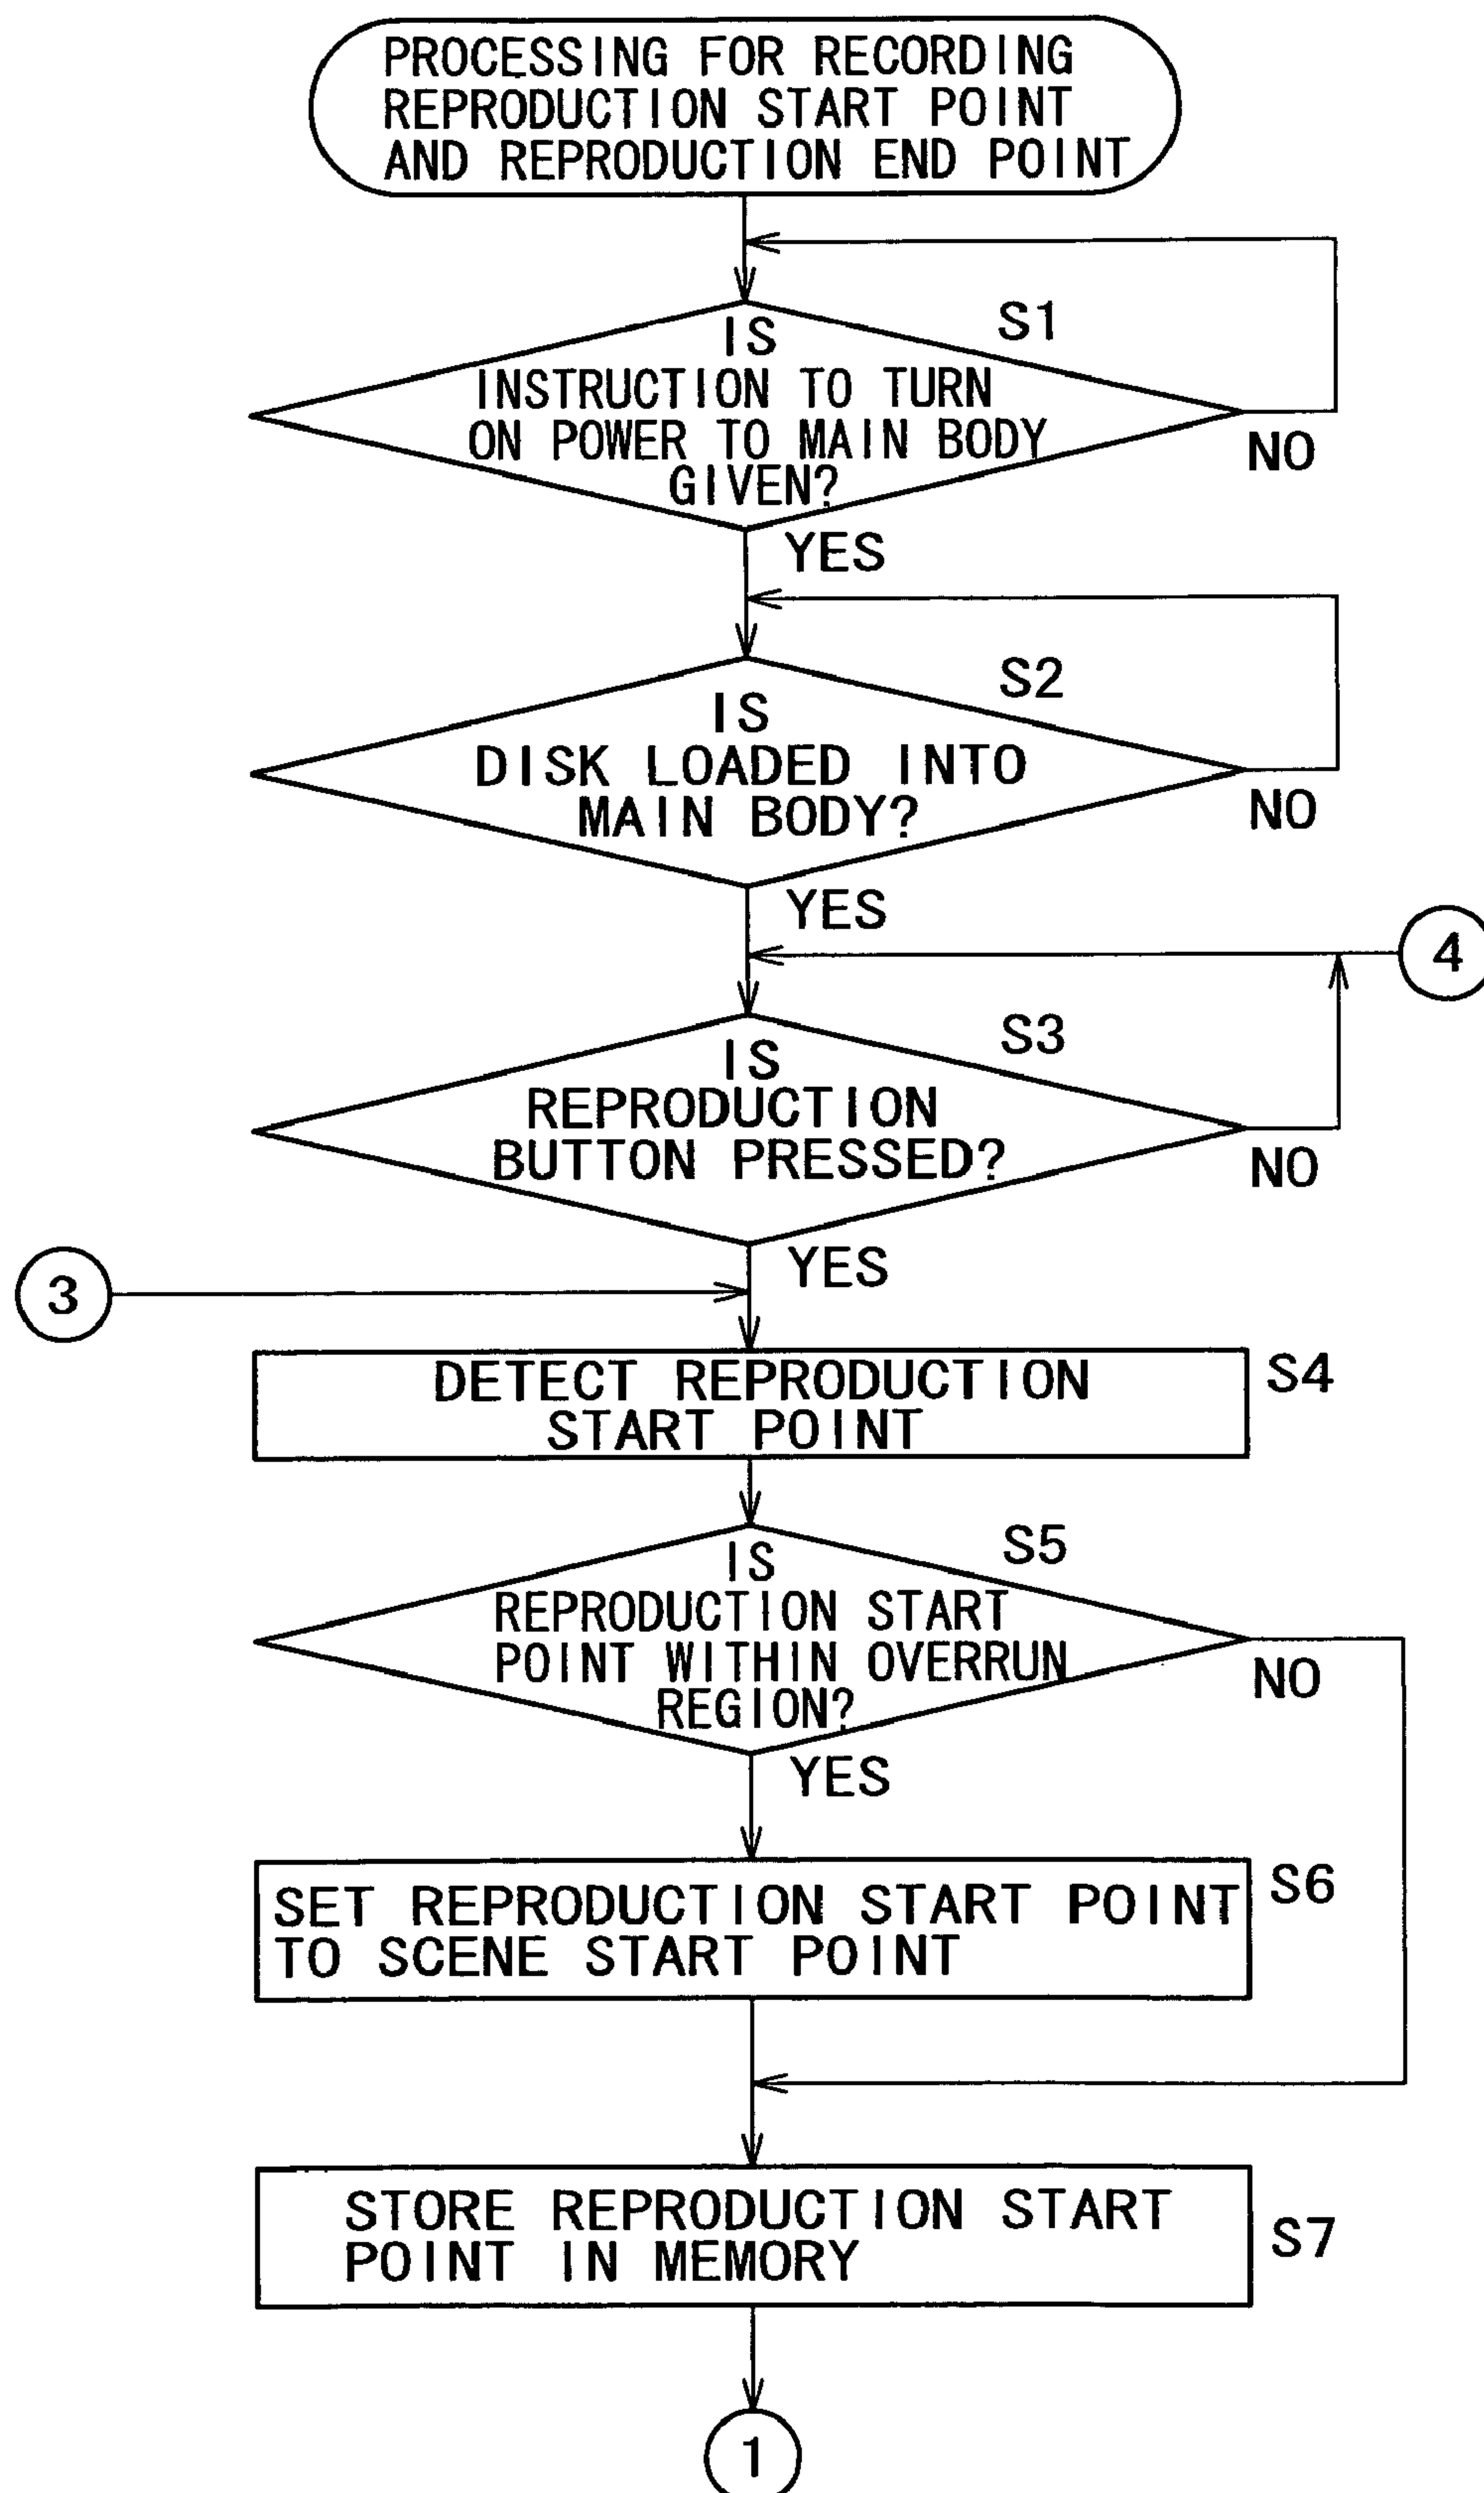 PROCESSING FOR RECORDING
REPRODUCTION START POINT
AND REPRODUCTION END POINT
S1
IS
INSTRUCTION TO TURN
ON POWER TO MAIN BODY
GIVEN?
NO
YES
S2
IS
DISK LOADED INTO
MAIN BODY?
NO
YES
4
S3
IS
REPRODUCTION
BUTTON PRESSED?
NO
YES
3
DETECT REPRODUCTION
START POINT
S4
S5
IS
REPRODUCTION START
POINT WITHIN OVERRUN
REGION?
NO
YES
SET REPRODUCTION START POINT
TO SCENE START POINT
S6
STORE REPRODUCTION START
POINT IN MEMORY
S7
1